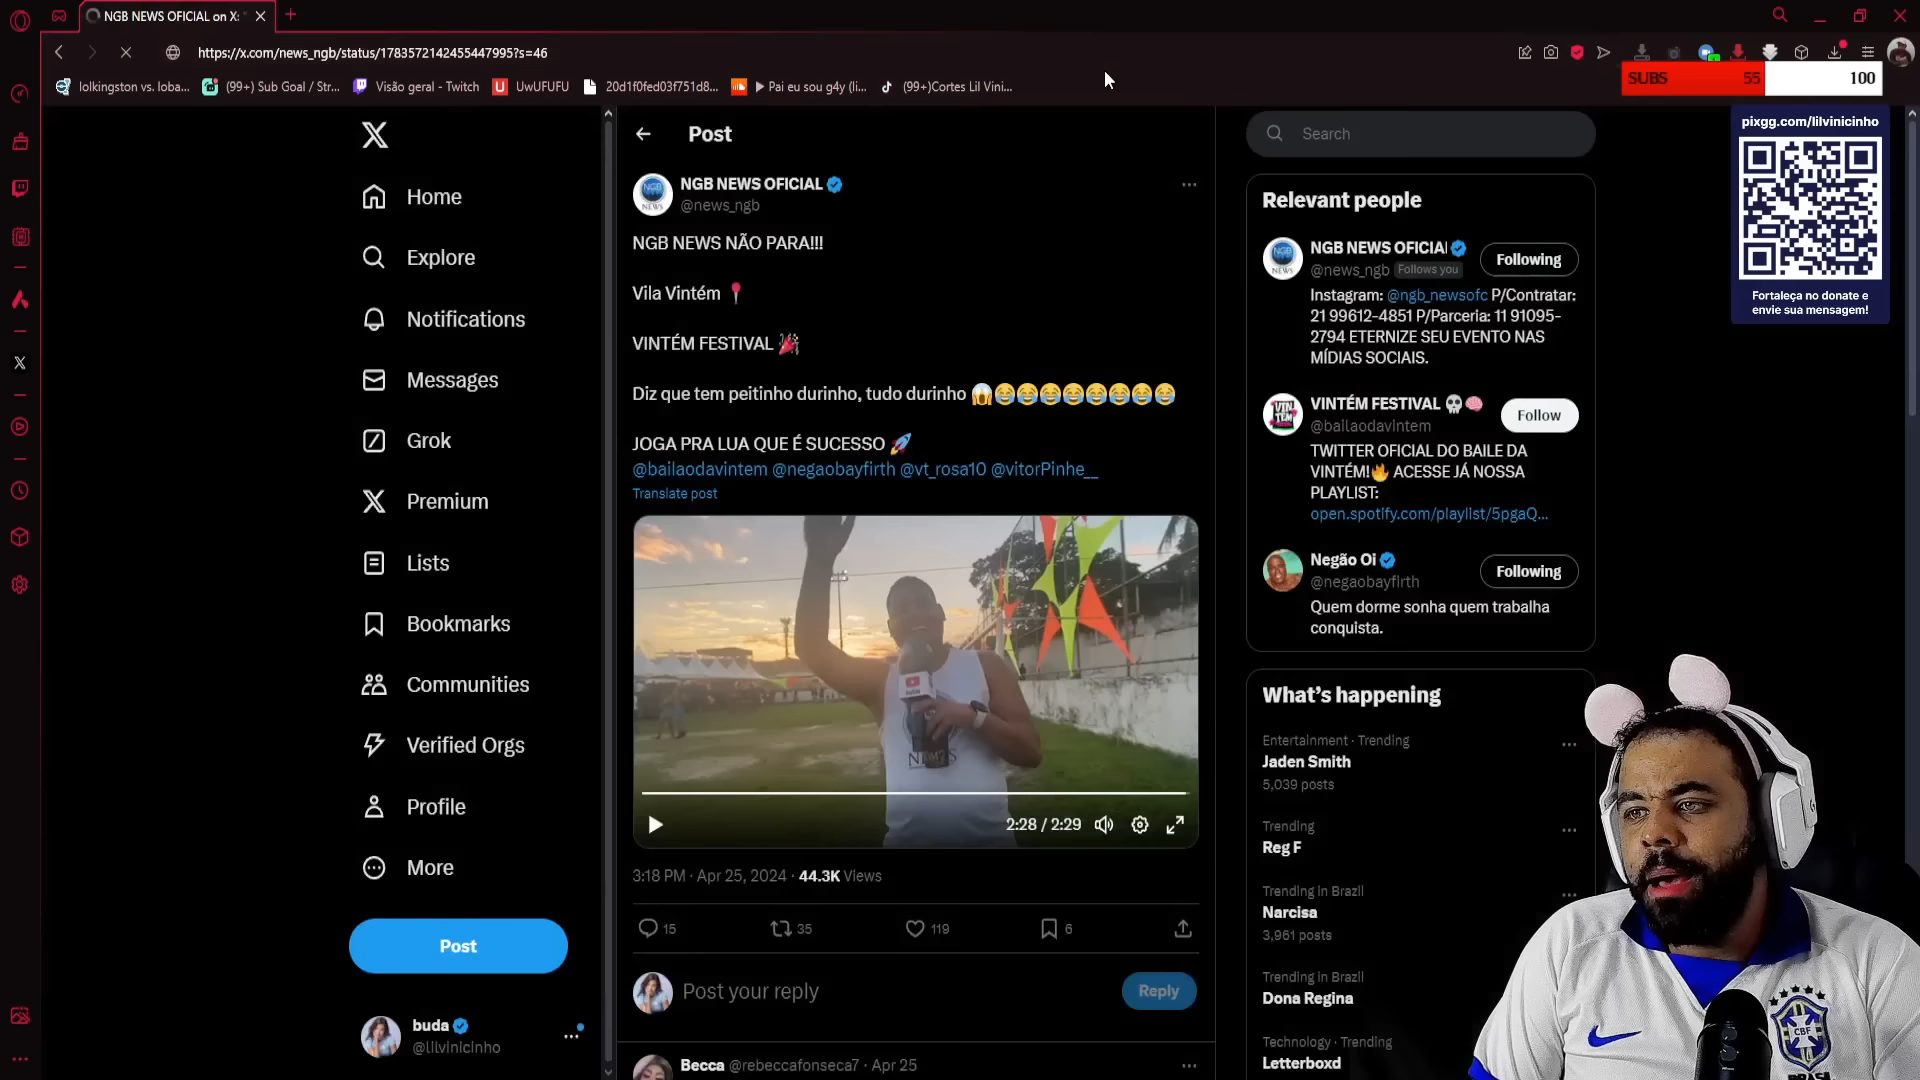 NGB NEWS OFICIAL on X: "
https://x.com/news_ngb/status/1783572142455447995?s=46
lolkingston vs. loba...
(99+) Sub Goal / Str...
Visão geral - Twitch
UwUFUFU
20d1f0fed03f751d8...
▶ Pai eu sou g4y (li...
(99+)Cortes Lil Vini...
SUBS 55 100
pixgg.com/lilvinicinho
Fortaleça no donate e
envie sua mensagem!
Home
Explore
Notifications
Messages
Grok
Premium
Lists
Bookmarks
Communities
Verified Orgs
Profile
More
Post
buda
@lilvinicinho
Post
NGB NEWS OFICIAL
@news_ngb
NGB NEWS NÃO PARA!!!
Vila Vintém 📍
VINTÉM FESTIVAL 🎉
Diz que tem peitinho durinho, tudo durinho 😱😂😂😂😂😂😂😂😂
JOGA PRA LUA QUE É SUCESSO 🚀
@bailaodavintem @negaobayfirth @vt_rosa10 @vitorPinhe__
Translate post
NEWS
2:28 / 2:29
3:18 PM · Apr 25, 2024 · 44.3K Views
15
35
119
6
Post your reply
Reply
Becca @rebeccafonseca7 · Apr 25
Search
Relevant people
NGB NEWS OFICIAL
Following
@news_ngb Follows you
Instagram: @ngb_newsofc P/Contratar:
21 99612-4851 P/Parceria: 11 91095-
2794 ETERNIZE SEU EVENTO NAS
MÍDIAS SOCIAIS.
VINTÉM FESTIVAL 💀🧠
Follow
@bailaodavintem
TWITTER OFICIAL DO BAILE DA
VINTÉM!🔥 ACESSE JÁ NOSSA
PLAYLIST:
open.spotify.com/playlist/5pgaQ...
Negão Oi
Following
@negaobayfirth
Quem dorme sonha quem trabalha
conquista.
What's happening
Entertainment · Trending
Jaden Smith
5,039 posts
Trending
Reg F
Trending in Brazil
Narcisa
3,961 posts
Trending in Brazil
Dona Regina
Technology · Trending
Letterboxd
CBF
BRASIL